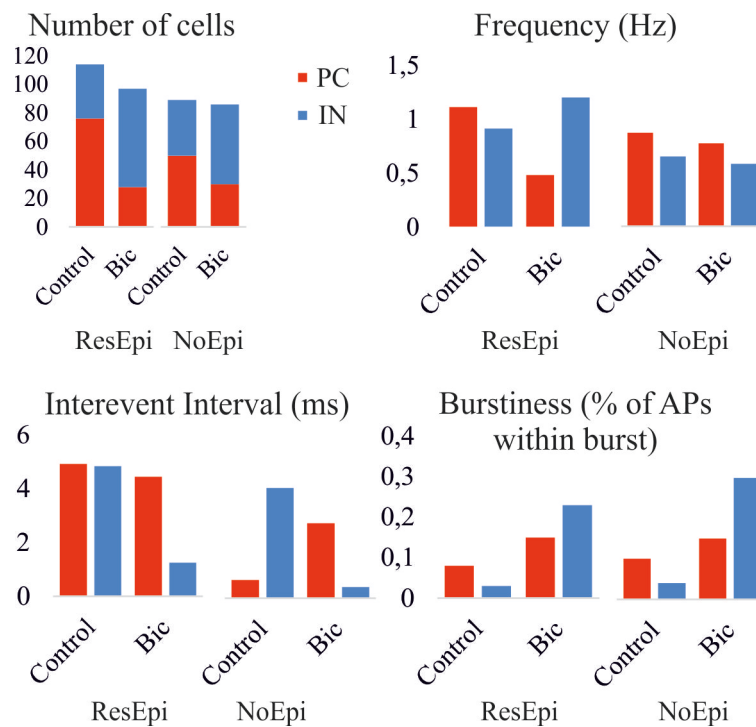 Number of cells
120
100
80
60
40
20
0
Control
Bic
Control
Bic
ResEpi
NoEpi
PC
IN
Frequency (Hz)
1,5
1
0,5
0
Control
Bic
Control
Bic
ResEpi
NoEpi
Interevent Interval (ms)
6
4
2
0
Control
Bic
Control
Bic
ResEpi
NoEpi
Burstiness (% of APs
within burst)
0,4
0,3
0,2
0,1
0
Control
Bic
Control
Bic
ResEpi
NoEpi